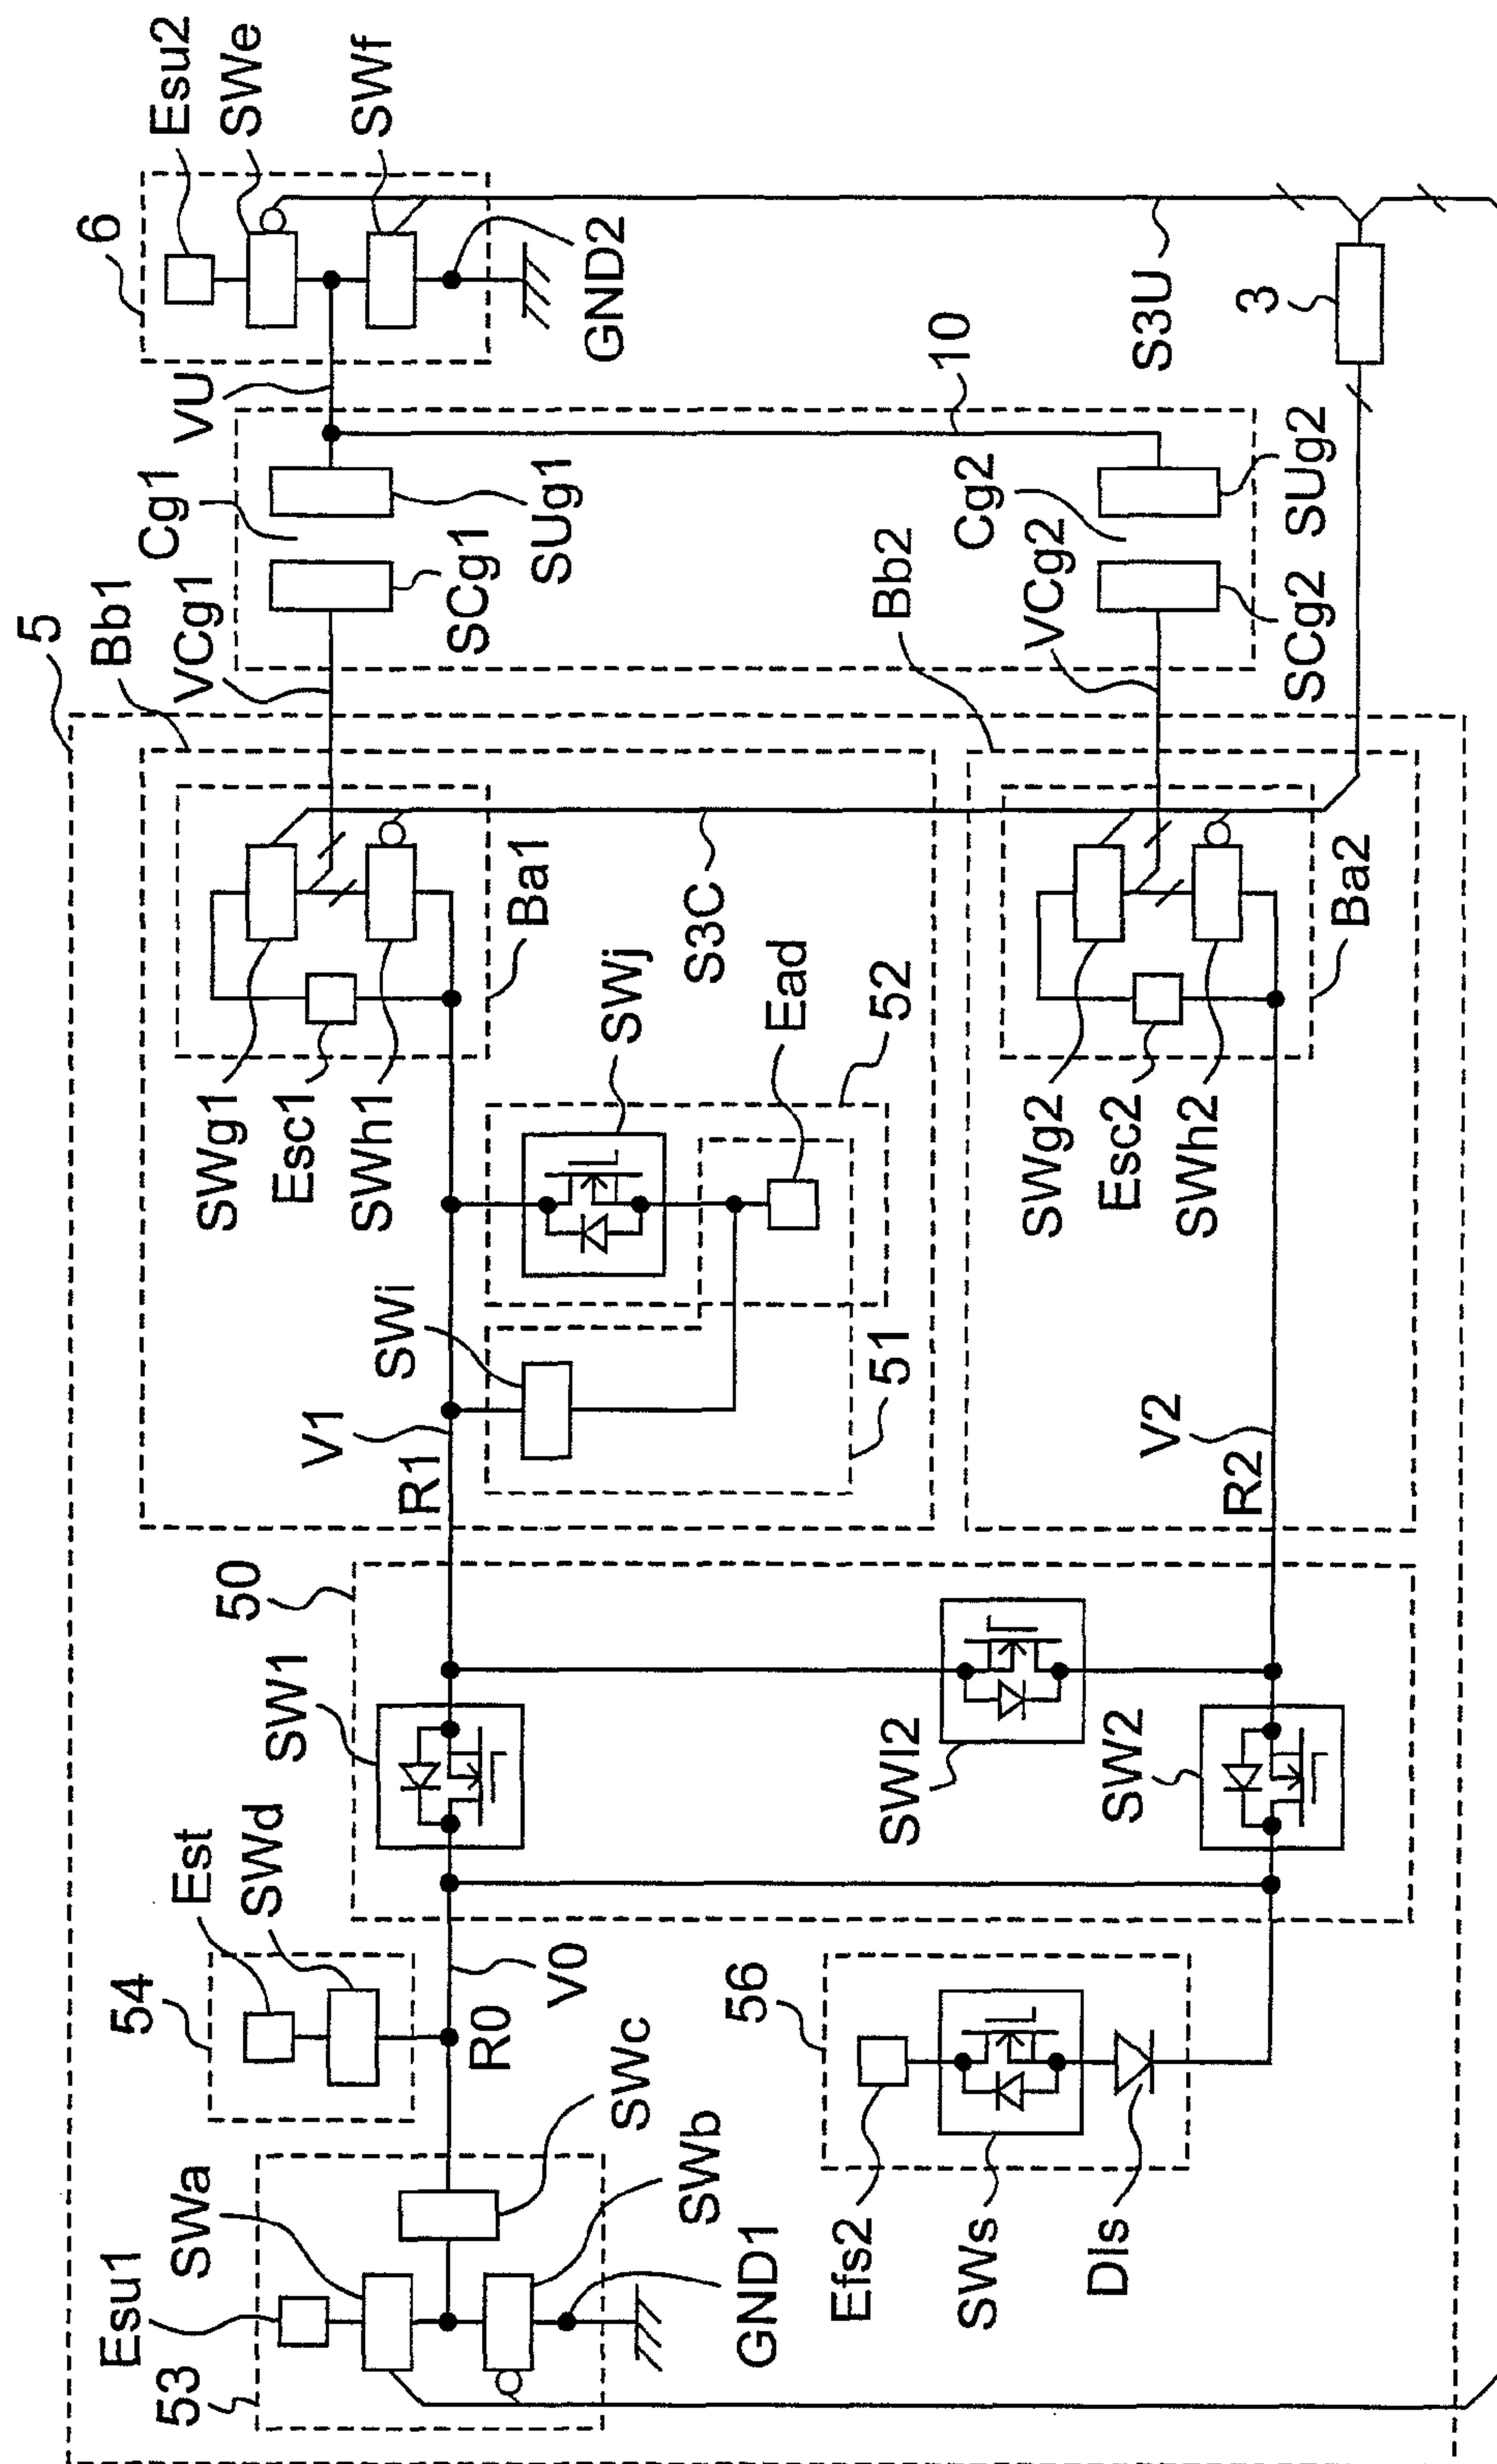 Esu2
SWe
SWf
6
GND2
VU
10
S3U
3
Cg1
SUg1
SCg1
Cg2
SUg2
VCg1
VCg2
SCg2
5
Bb1
Bb2
Ba1
SWj
S3C
Ead
52
Ba2
SWg1
Esc1
SWh1
SWg2
Esc2
SWh2
SWi
51
V1
R1
V2
R2
50
SW1
SWI2
SW2
Est
SWd
54
V0
R0
56
SWc
SWa
SWb
Esu1
53
GND1
Efs2
SWs
DIs